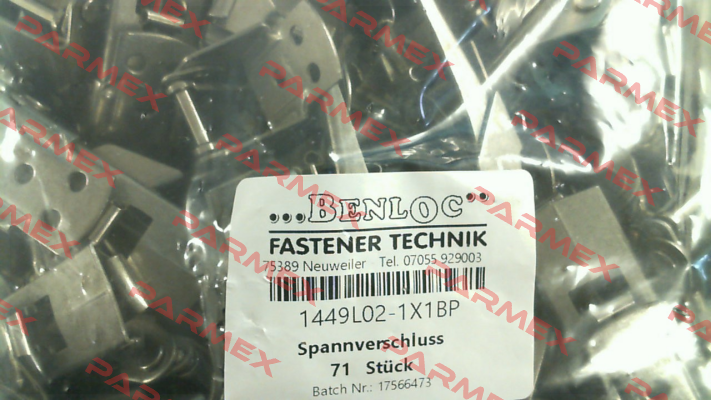 ...BENLOC...
FASTENER TECHNIK
75389 Neuweiler Tel. 07055 929003
1449L02-1X1BP
Spannverschluss
71 Stück
Batch Nr.: 17566473
PARMEX